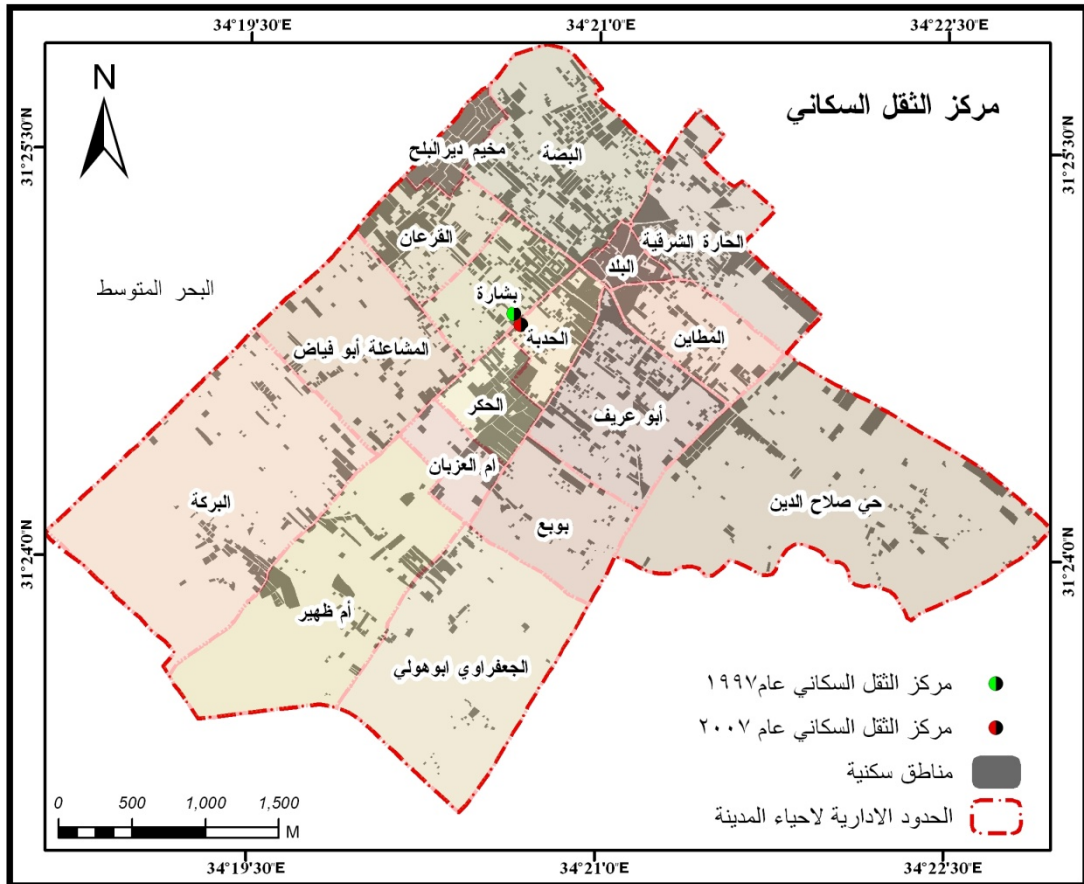 34°19'30"E 34°21'0"E 34°22'30"E
N
مركز الثقل السكاني
31°25'30"N
31°25'30"N
مخيم ديرالبلح
البصة
القرعان
الحارة الشرقية
البلد
البحر المتوسط
بشارة
الحدبة
المطاين
المشاعلة أبو فياض
الحكر
أبو عريف
ام العزبان
البركة
حي صلاح الدين
بوبع
31°24'0"N
31°24'0"N
أم ظهير
الجعفراوي ابوهولي
مركز الثقل السكاني عام١٩٩٧
مركز الثقل السكاني عام ٢٠٠٧
مناطق سكنية
الحدود الادارية لاحياء المدينة
0 500 1,000 1,500
M
34°19'30"E 34°21'0"E 34°22'30"E